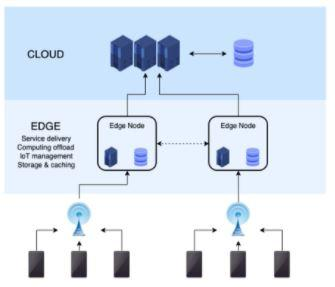 CLOUD
EDGE
Service delivery
Computing offload
IoT management
Storage & caching
Edge Node
Edge Node